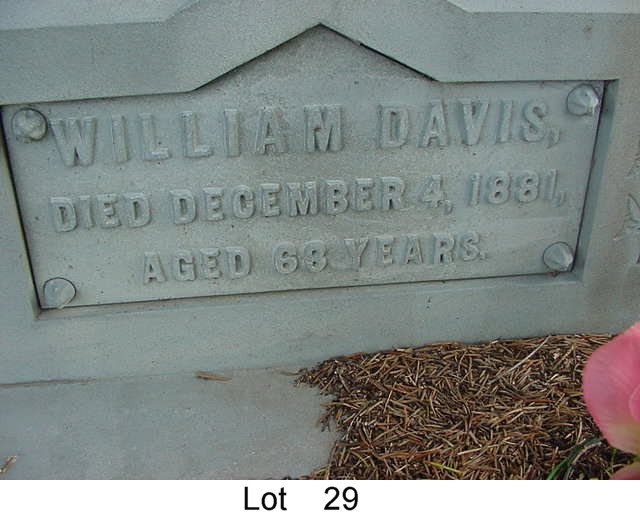 WILLIAM DAVIS,
DIED DECEMBER 4, 1881,
AGED 63 YEARS.
Lot 29